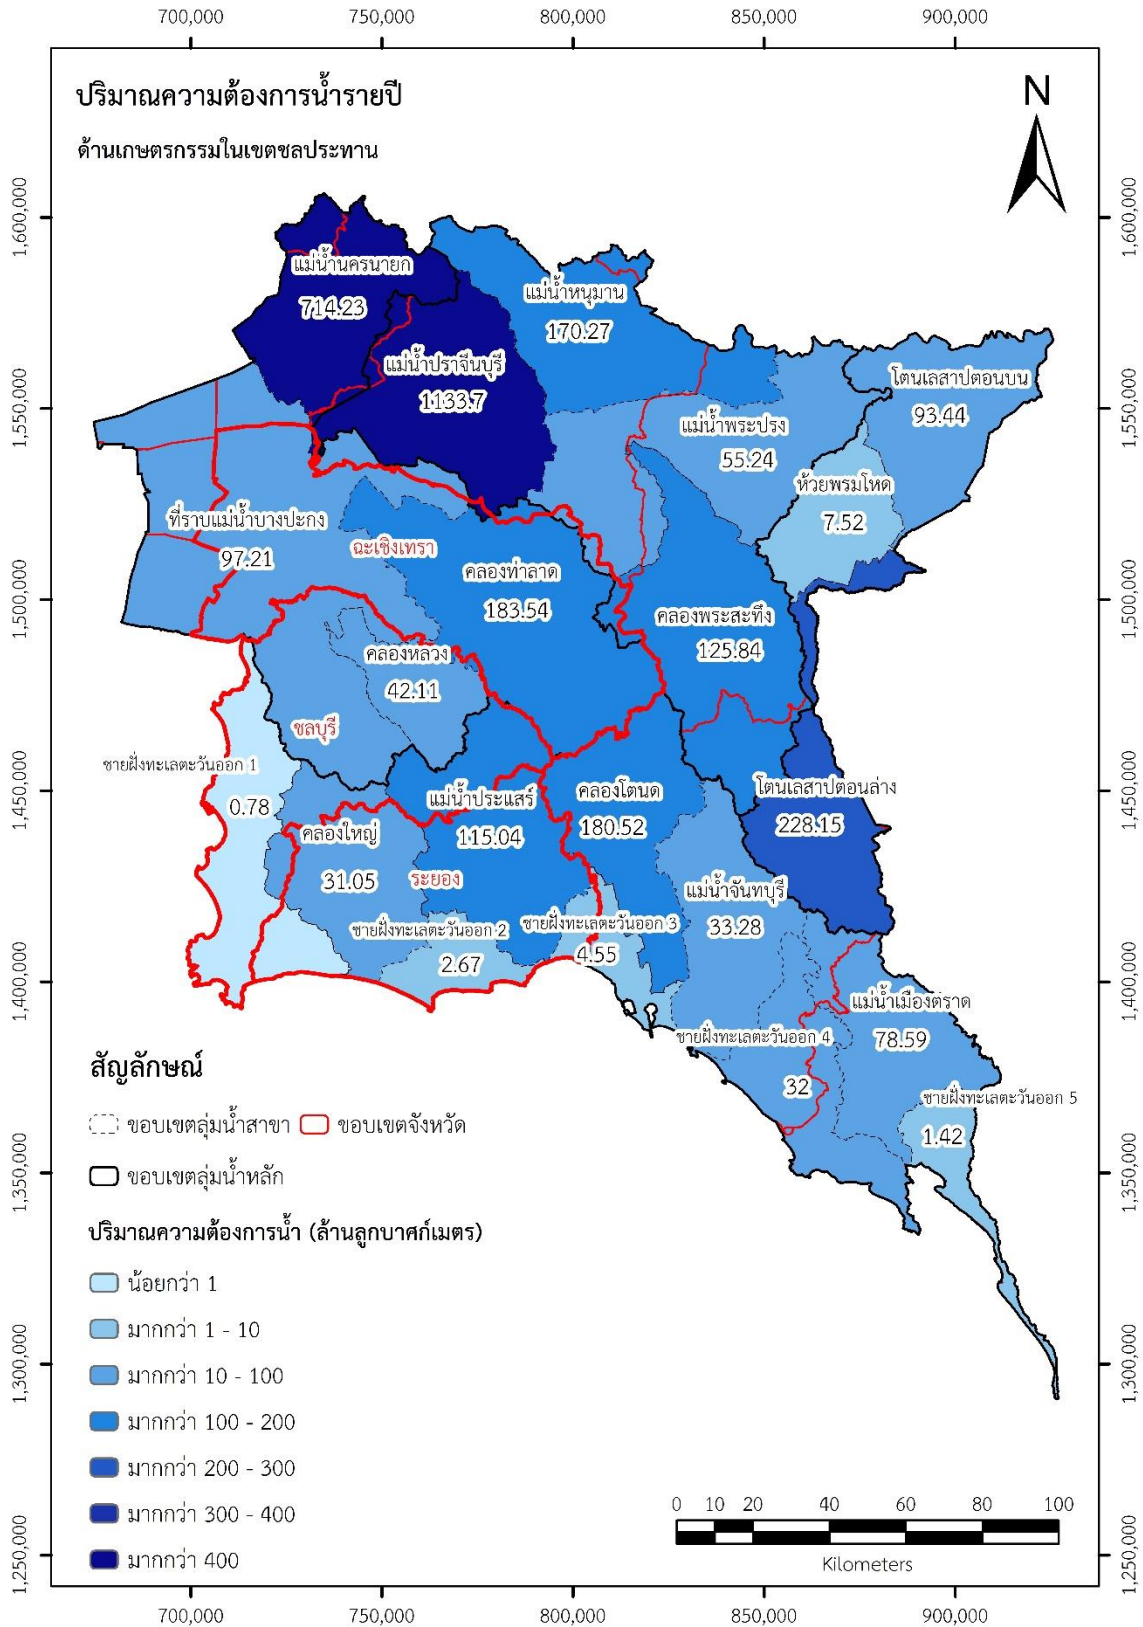 700,000 750,000 800,000 850,000 900,000
ปริมาณความต้องการน้ำรายปี
ด้านเกษตรกรรมในเขตชลประทาน
N
1,600,000 1,600,000
1,550,000 1,550,000
1,500,000 1,500,000
1,450,000 1,450,000
1,400,000 1,400,000
1,350,000 1,350,000
1,300,000 1,300,000
1,250,000 1,250,000
แม่น้ำนครนายก
714.23
แม่น้ำหนุมาน
170.27
แม่น้ำปราจีนบุรี
1133.7
โตนเลสาปตอนบน
93.44
แม่น้ำพระปรง
55.24
ห้วยพรมโหด
7.52
ที่ราบแม่น้ำบางปะกง
97.21
ฉะเชิงเทรา
คลองท่าลาด
183.54
คลองพระสะทึง
125.84
คลองหลวง
42.11
ชลบุรี
ชายฝั่งทะเลตะวันออก 1
0.78
แม่น้ำประแสร์
115.04
คลองโตนด
180.52
โตนเลสาปตอนล่าง
228.15
คลองใหญ่
31.05
ระยอง
แม่น้ำจันทบุรี
33.28
ชายฝั่งทะเลตะวันออก 2
2.67
ชายฝั่งทะเลตะวันออก 3
4.55
แม่น้ำเมืองตราด
78.59
ชายฝั่งทะเลตะวันออก 4
32
ชายฝั่งทะเลตะวันออก 5
1.42
สัญลักษณ์
ขอบเขตลุ่มน้ำสาขา ขอบเขตจังหวัด
ขอบเขตลุ่มน้ำหลัก
ปริมาณความต้องการน้ำ (ล้านลูกบาศก์เมตร)
น้อยกว่า 1
มากกว่า 1 - 10
มากกว่า 10 - 100
มากกว่า 100 - 200
มากกว่า 200 - 300
มากกว่า 300 - 400
มากกว่า 400
0 10 20 40 60 80 100
Kilometers
700,000 750,000 800,000 850,000 900,000